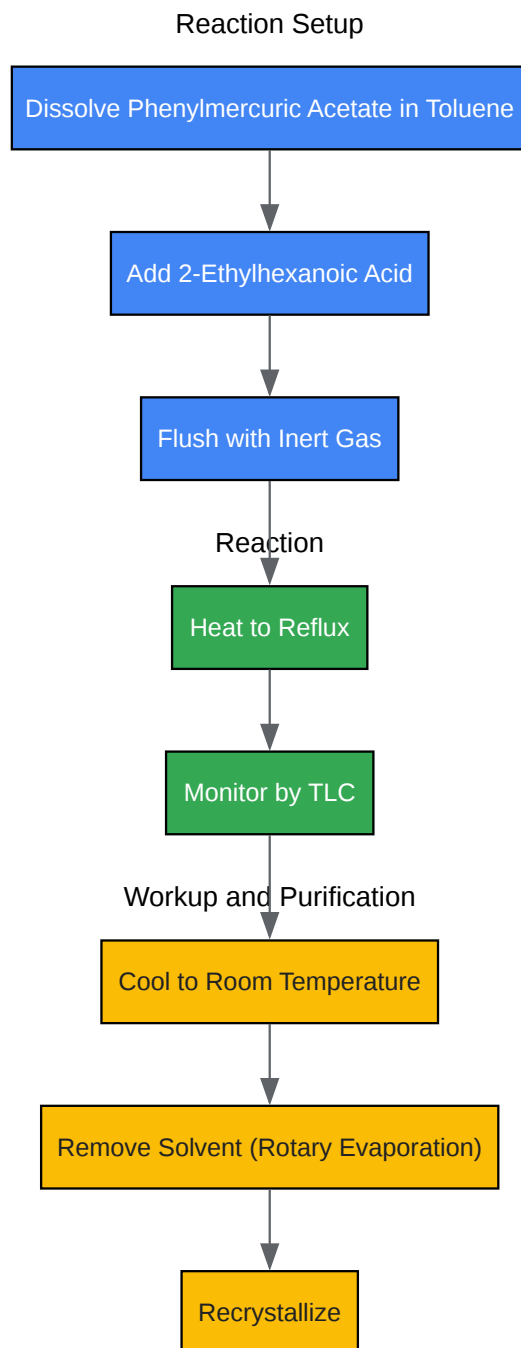 Reaction Setup
Dissolve Phenylmercuric Acetate in Toluene
Add 2-Ethylhexanoic Acid
Flush with Inert Gas
Reaction
Heat to Reflux
Monitor by TLC
Workup and Purification
Cool to Room Temperature
Remove Solvent (Rotary Evaporation)
Recrystallize